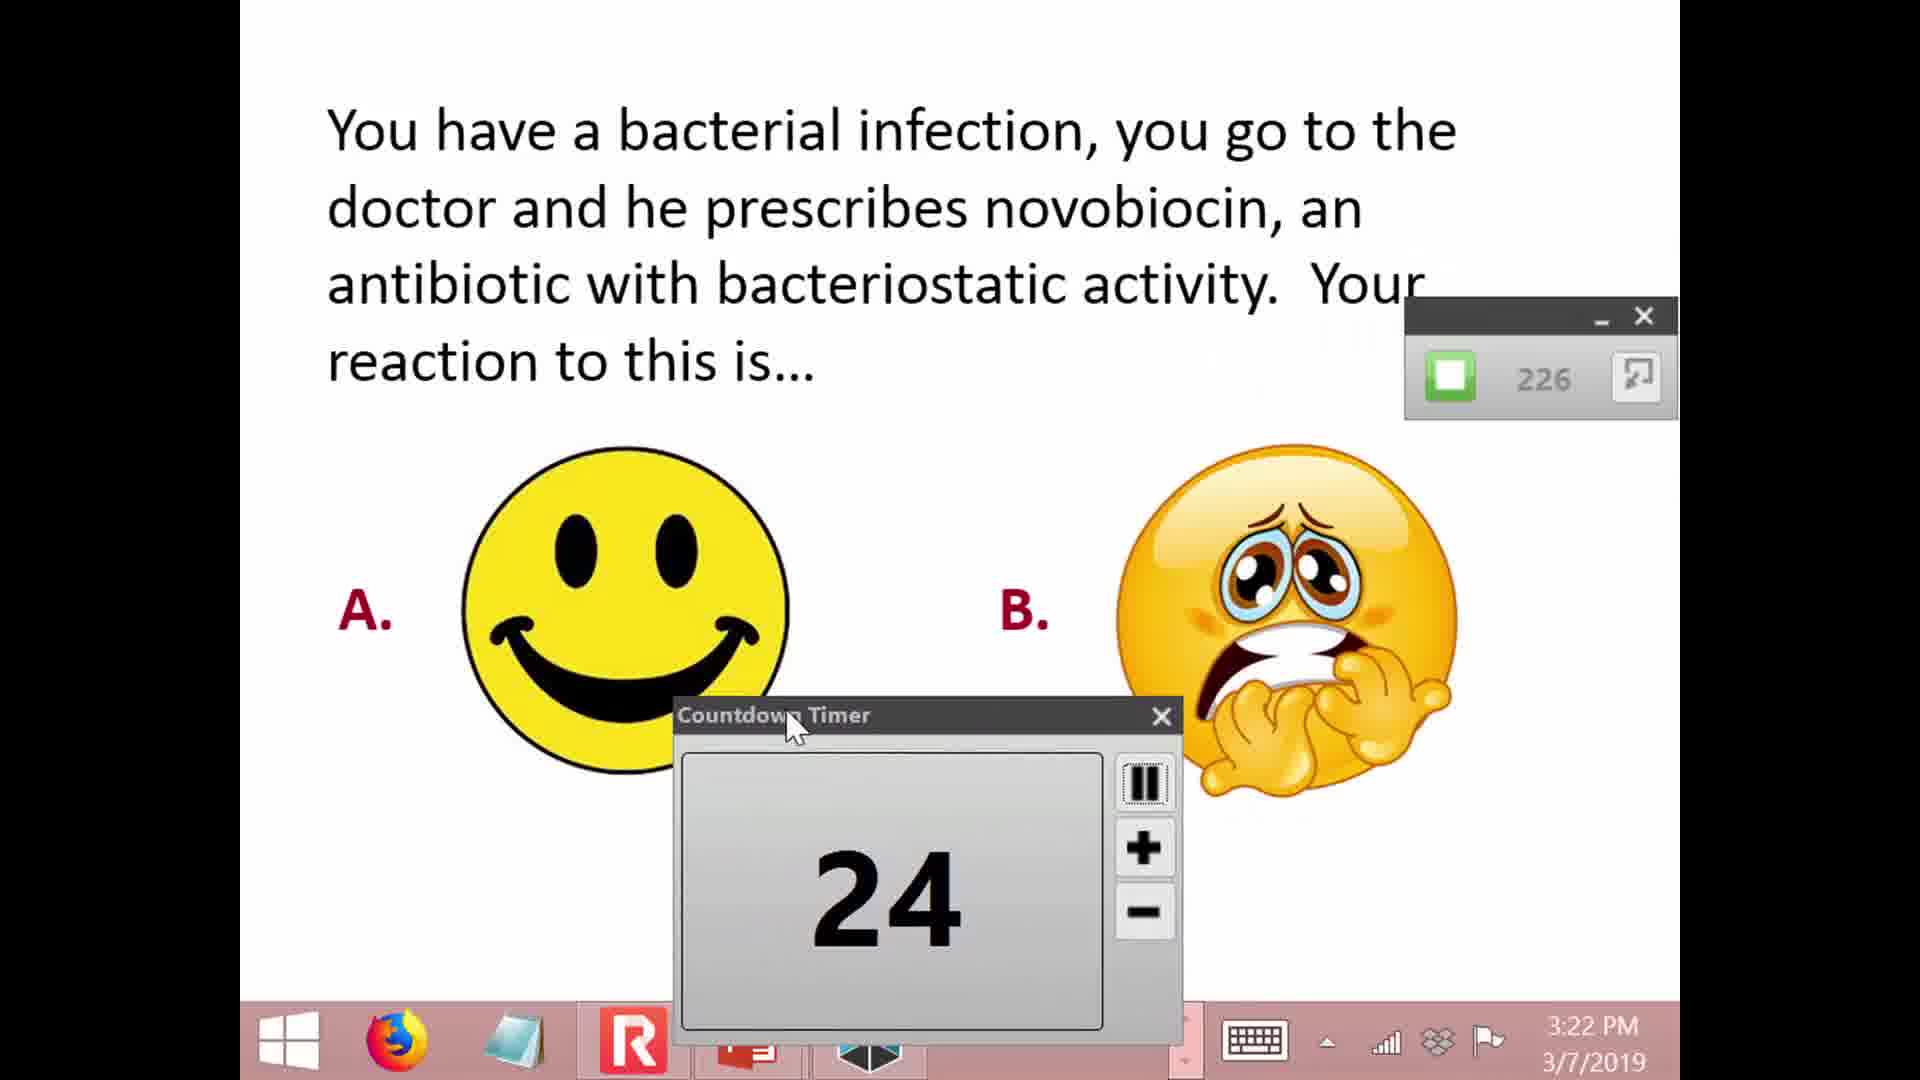 You have a bacterial infection, you go to the
doctor and he prescribes novobiocin, an
antibiotic with bacteriostatic activity.  Your
reaction to this is...
226
A.
B.
Countdown Timer
24
3:22 PM
3/7/2019